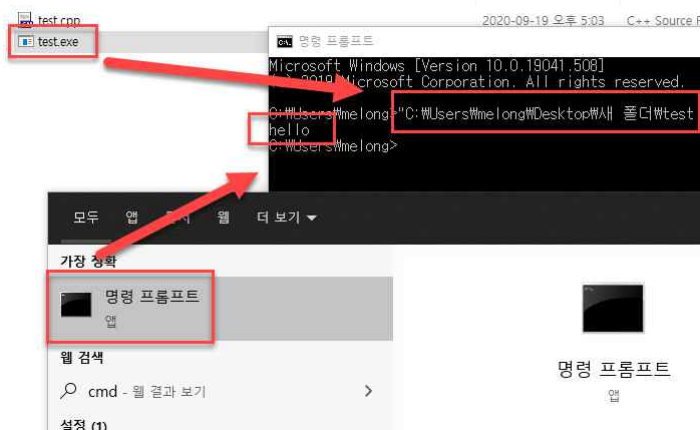 test.cpp
2020-09-19 오후 5:03 C++ Source F
test.exe
명령 프롬프트
Microsoft Windows [Version 10.0.19041.508]
(c) 2019 Microsoft Corporation. All rights reserved.
C:₩Users₩melong>"C:₩Users₩melong₩Desktop₩새 폴더₩test
hello
C:₩Users₩melong>
모두 앱 웹 더 보기
가장 정확
명령 프롬프트
앱
웹 검색
cmd - 웹 결과 보기
설정 (1)
명령 프롬프트
앱